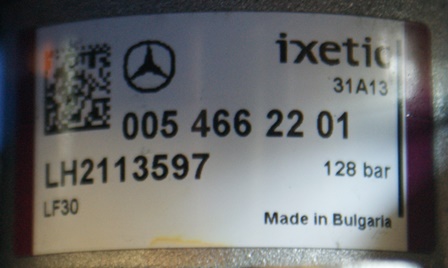 ixetic
31A13
005 466 22 01
LH2113597
128 bar
LF30
Made in Bulgaria